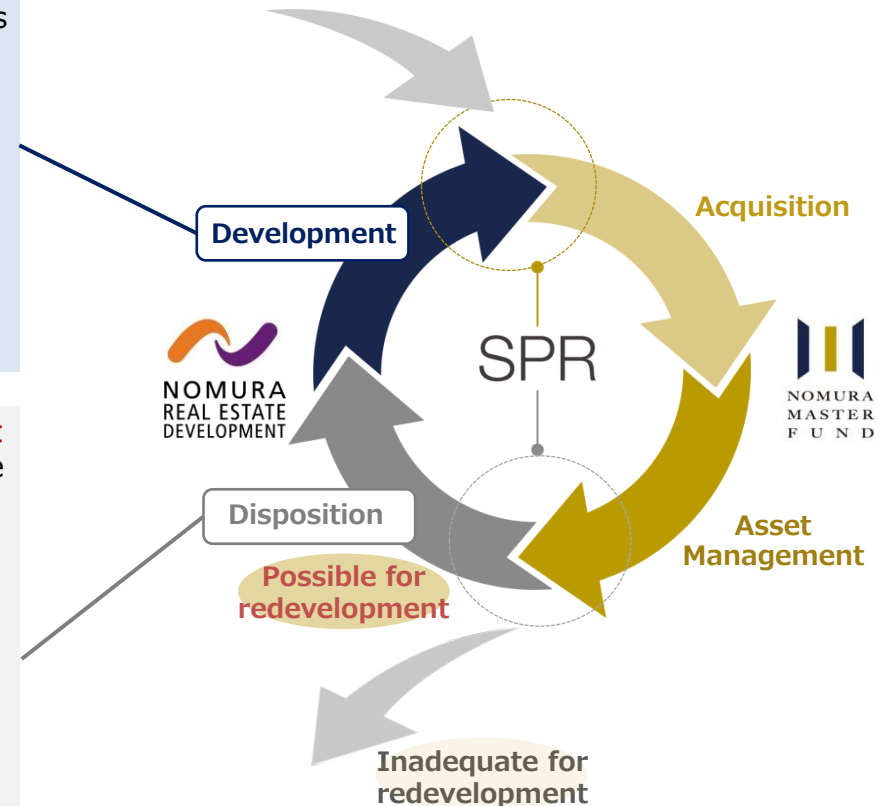 s
Development
Acquisition
SPR
NOMURA
REAL ESTATE
DEVELOPMENT
NOMURA
MASTER
FUND
t
e
Disposition
Possible for
redevelopment
Asset
Management
Inadequate for
redevelopment